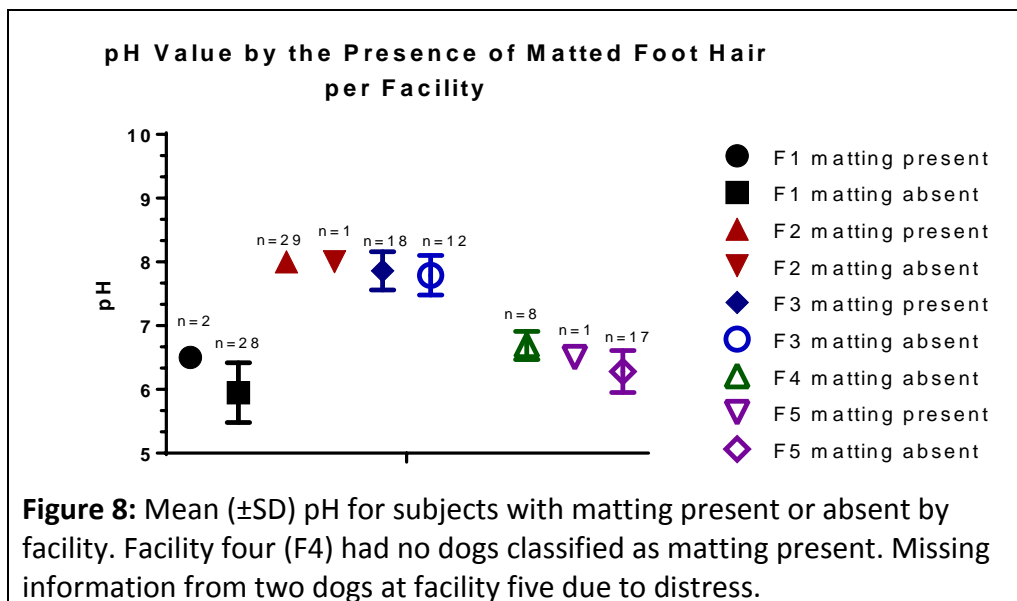 pH Value by the Presence of Matted Foot Hair
per Facility
10
9
8
7
6
5
pH
n=2
n=28
n=29
n=1
n=18
n=12
n=8
n=1
n=17
F1 matting present
F1 matting absent
F2 matting present
F2 matting absent
F3 matting present
F3 matting absent
F4 matting absent
F5 matting present
F5 matting absent
Figure 8: Mean (±SD) pH for subjects with matting present or absent by
facility. Facility four (F4) had no dogs classified as matting present. Missing
information from two dogs at facility five due to distress.